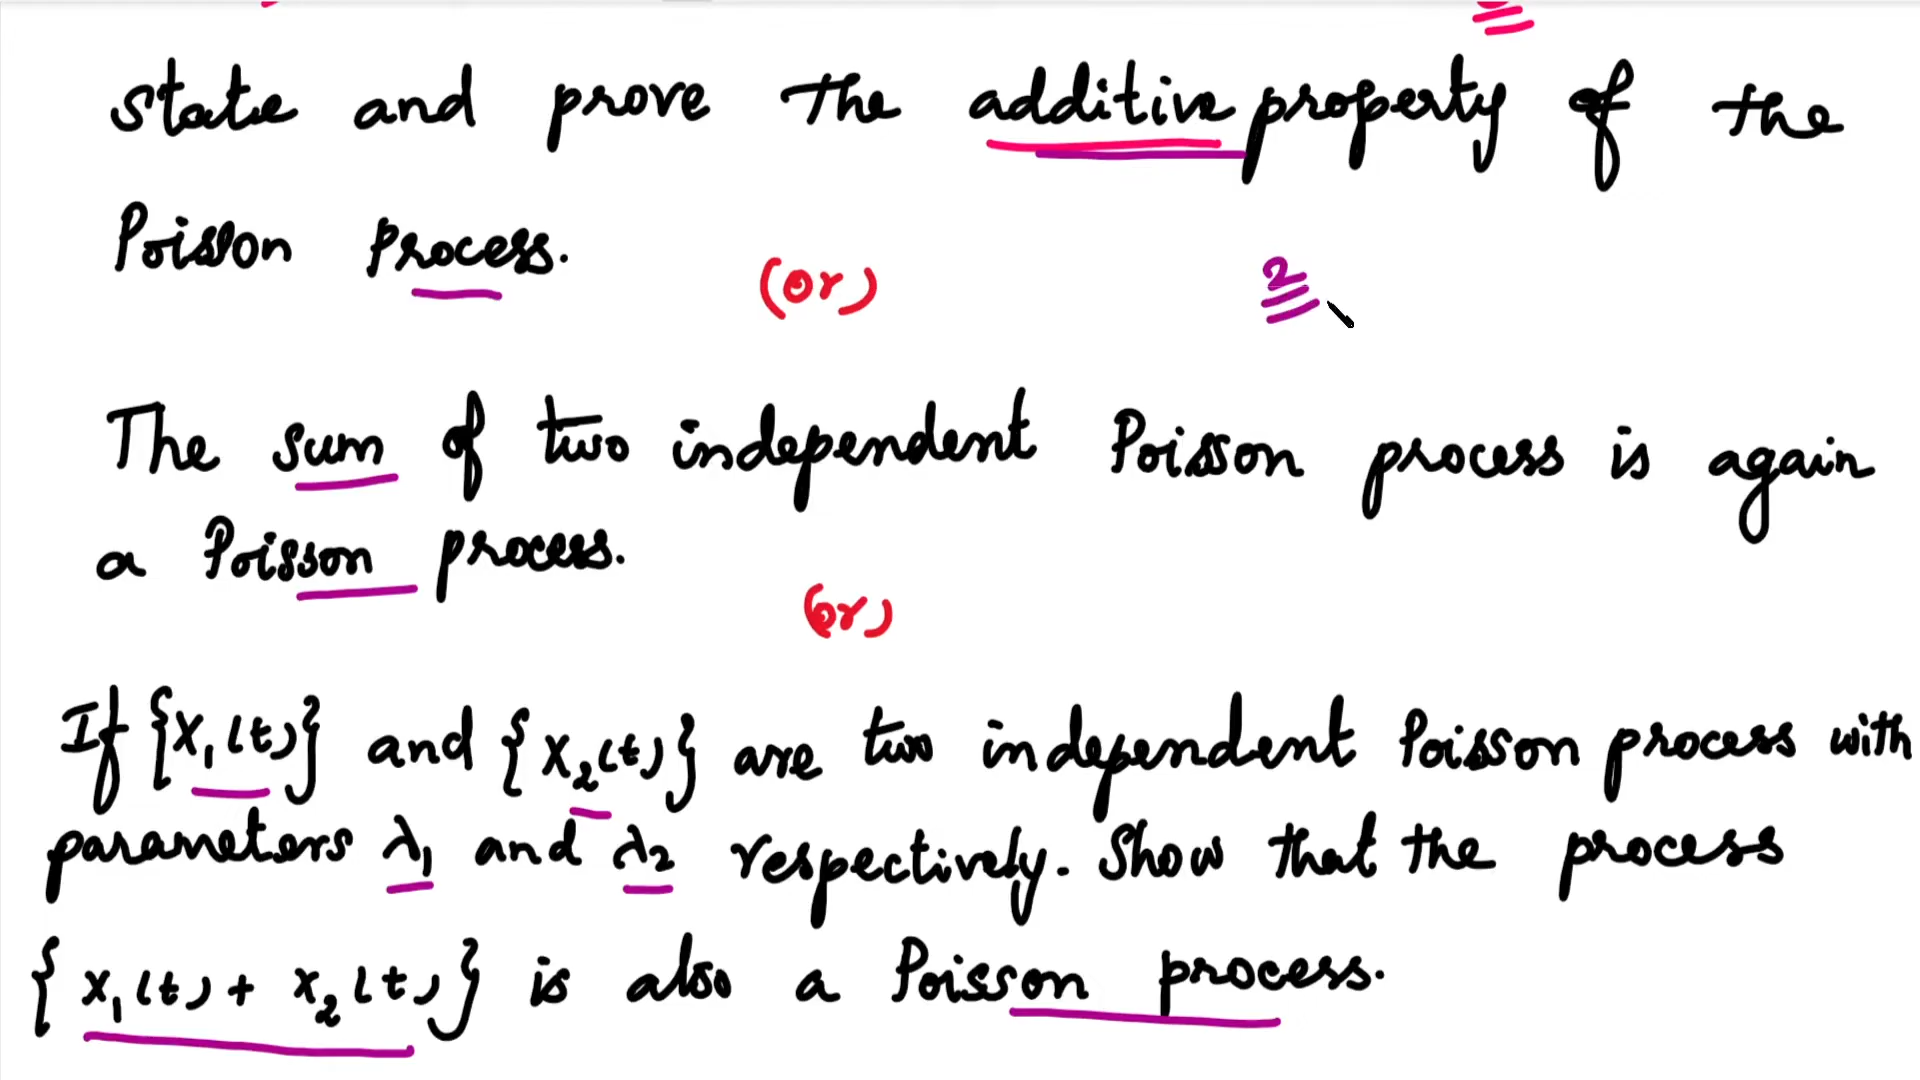 State and prove the additive property of the
Poisson Process.
(or)
2
The sum of two independent Poisson process is again
a Poisson process.
(or)
If {X₁(t)} and {X₂(t)} are two independent Poisson process with
parameters λ₁ and λ₂ respectively. Show that the process
{X₁(t) + X₂(t)} is also a Poisson process.